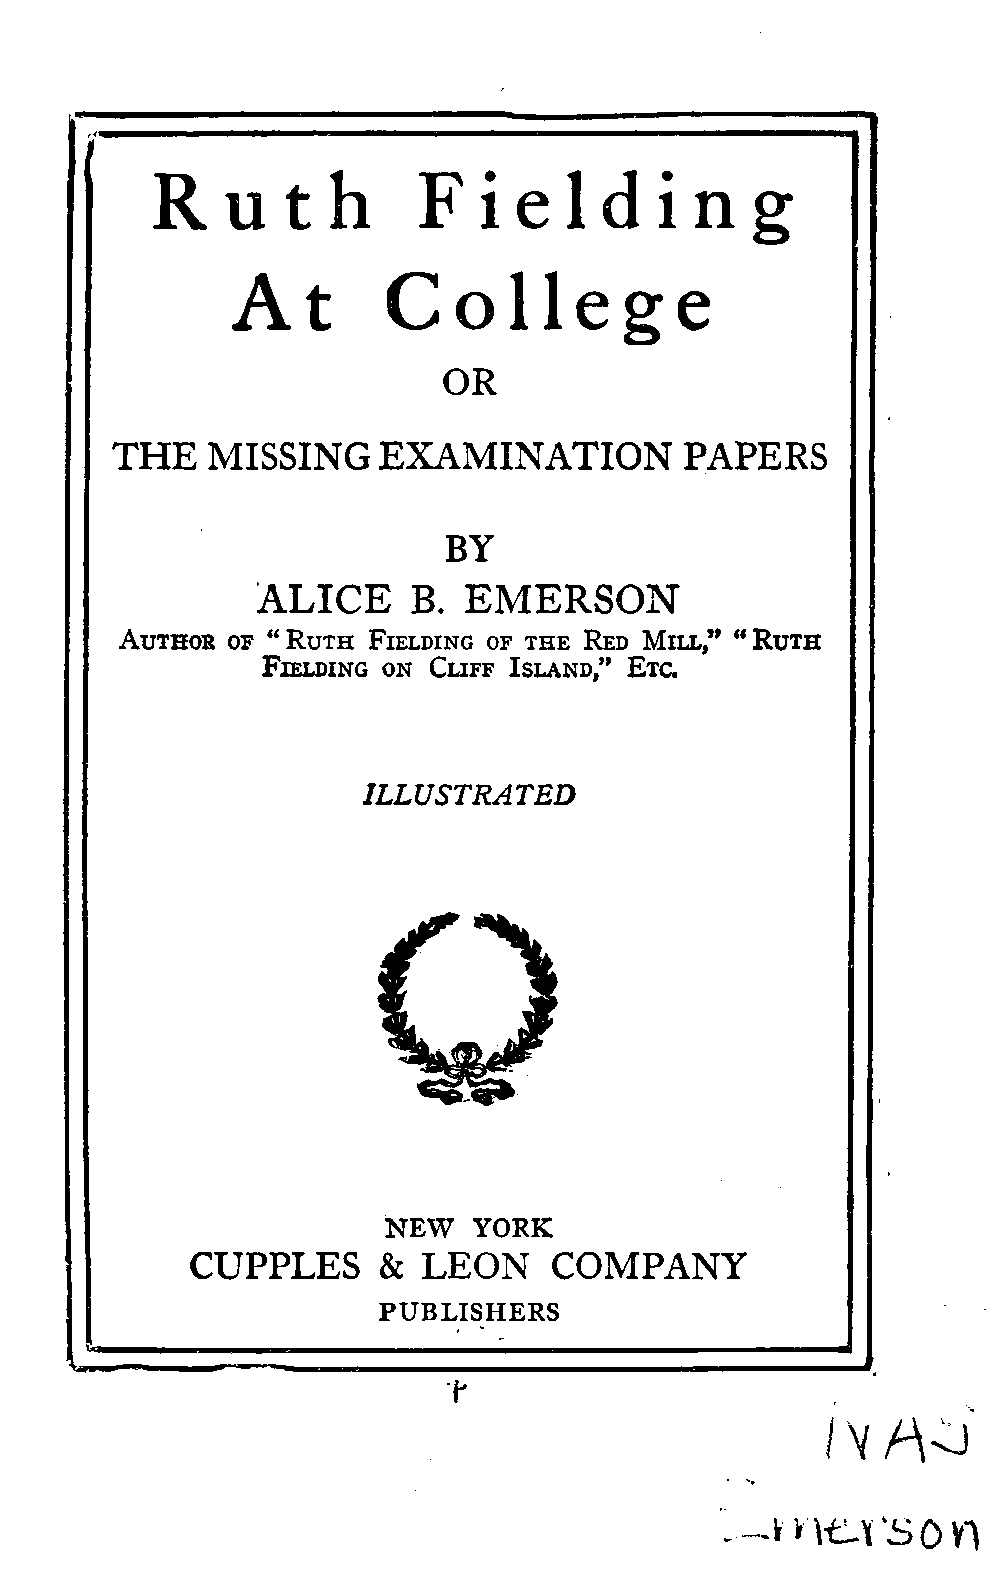 Ruth Fielding
At College
OR
THE MISSING EXAMINATION PAPERS
BY
ALICE B. EMERSON
AUTHOR OF “RUTH FIELDING OF THE RED MILL,” “RUTH
FIELDING ON CLIFF ISLAND,” ETC.
ILLUSTRATED
NEW YORK
CUPPLES & LEON COMPANY
PUBLISHERS
Emerson